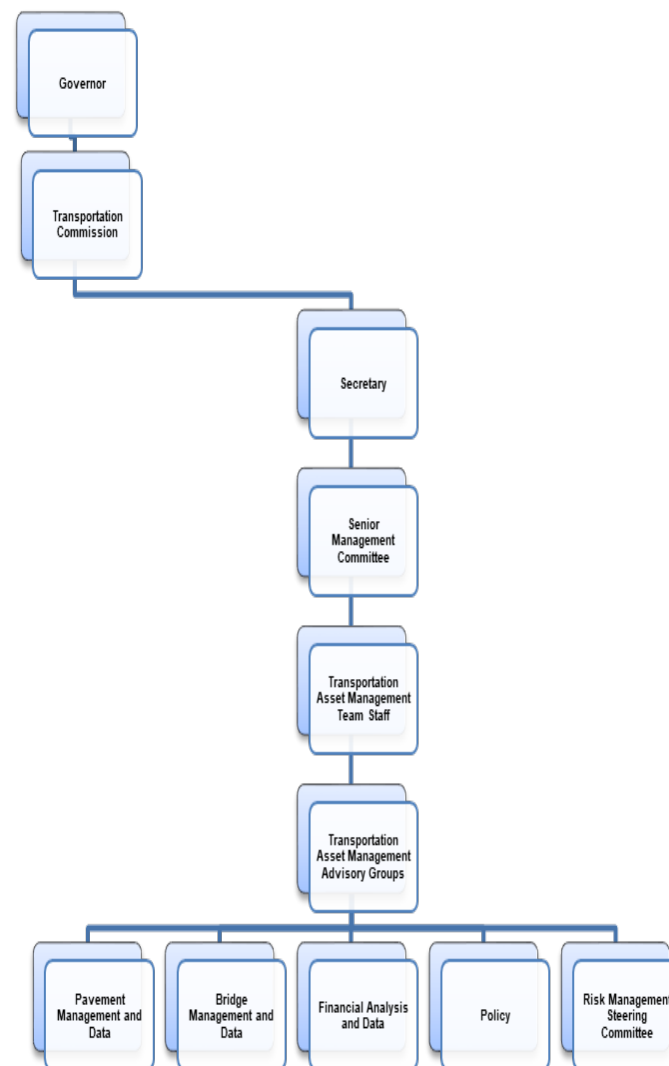 Governor
Transportation
Commission
Secretary
Senior
Management
Committee
Transportation
Asset Management
Team Staff
Transportation
Asset Management
Advisory Groups
Pavement
Management and
Data
Bridge
Management and
Data
Financial Analysis
and Data
Policy
Risk Management
Steering
Committee